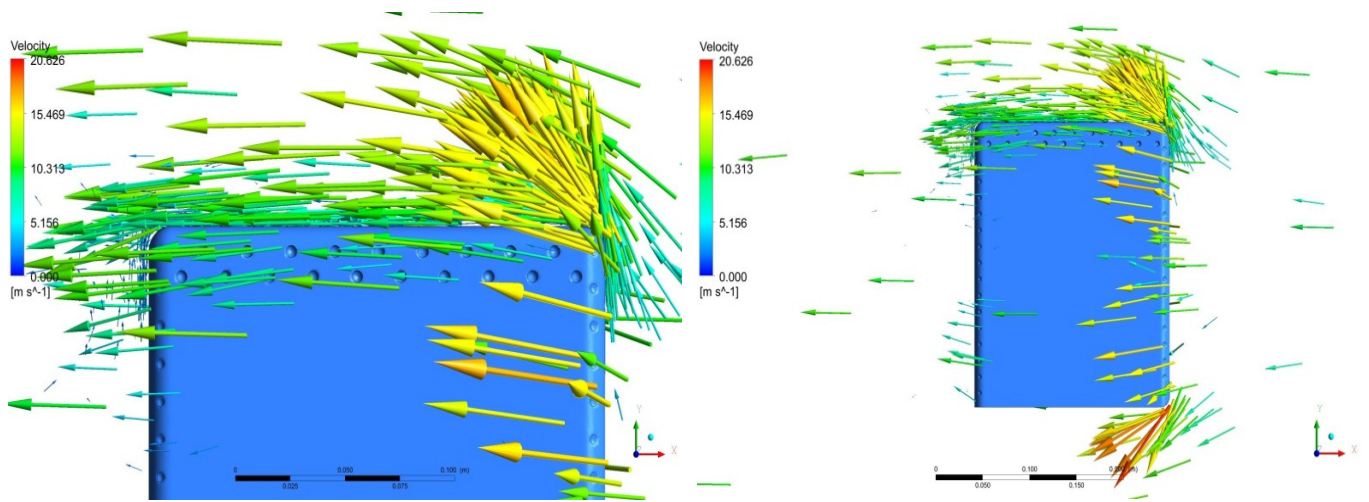 Velocity
20.626
15.469
10.313
5.156
0.000
[m s^-1]
0 0.050 0.100 (m)
0.025 0.075
Y
X
Velocity
20.626
15.469
10.313
5.156
0.000
[m s^-1]
0 0.100 (m)
0.050 0.150
Y
X